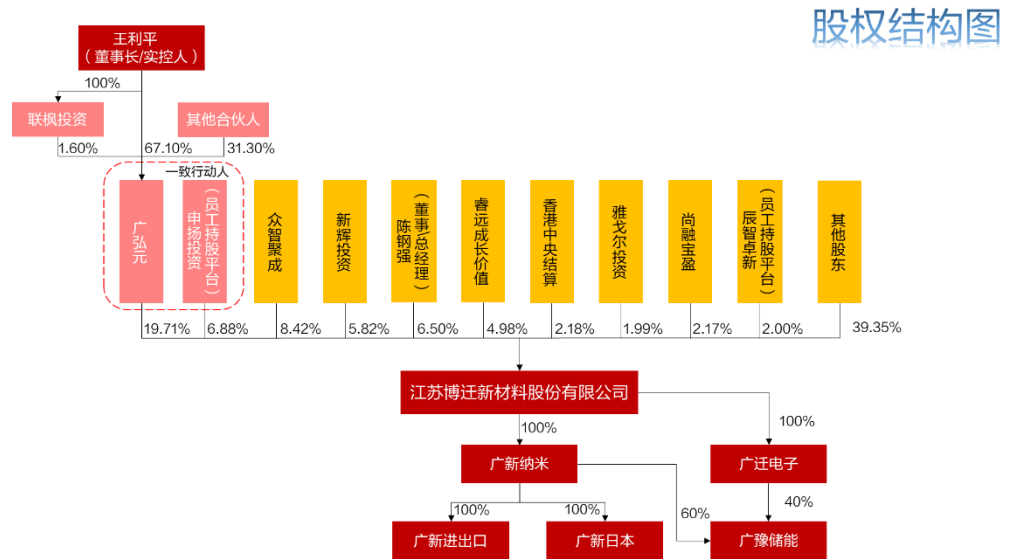 股权结构图
王利平
（董事长/实控人）
100%
联枫投资
其他合伙人
1.60%
67.10%
31.30%
一致行动人
广弘元
申扬投资
（员工持股平台）
众智聚成
新辉投资
陈钢强
（董事/总经理）
睿远成长价值
香港中央结算
雅戈尔投资
尚融宝盈
辰智卓新
（员工持股平台）
其他股东
19.71%
6.88%
8.42%
5.82%
6.50%
4.98%
2.18%
1.99%
2.17%
2.00%
39.35%
江苏博迁新材料股份有限公司
100%
100%
广新纳米
广迁电子
100%
100%
60%
40%
广新进出口
广新日本
广豫储能